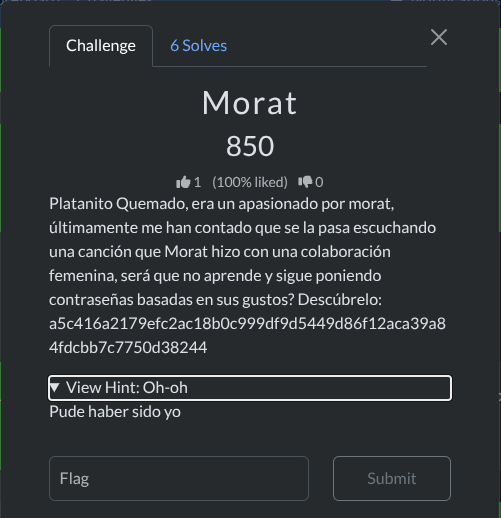 Challenge
6 Solves
Morat
850
1 (100% liked) 0
Platanito Quemado, era un apasionado por morat,
últimamente me han contado que se la pasa escuchando
una canción que Morat hizo con una colaboración
femenina, será que no aprende y sigue poniendo
contraseñas basadas en sus gustos? Descúbrelo:
a5c416a2179efc2ac18b0c999df9d5449d86f12aca39a8
4fdcbb7c7750d38244
View Hint: Oh-oh
Pude haber sido yo
Flag
Submit